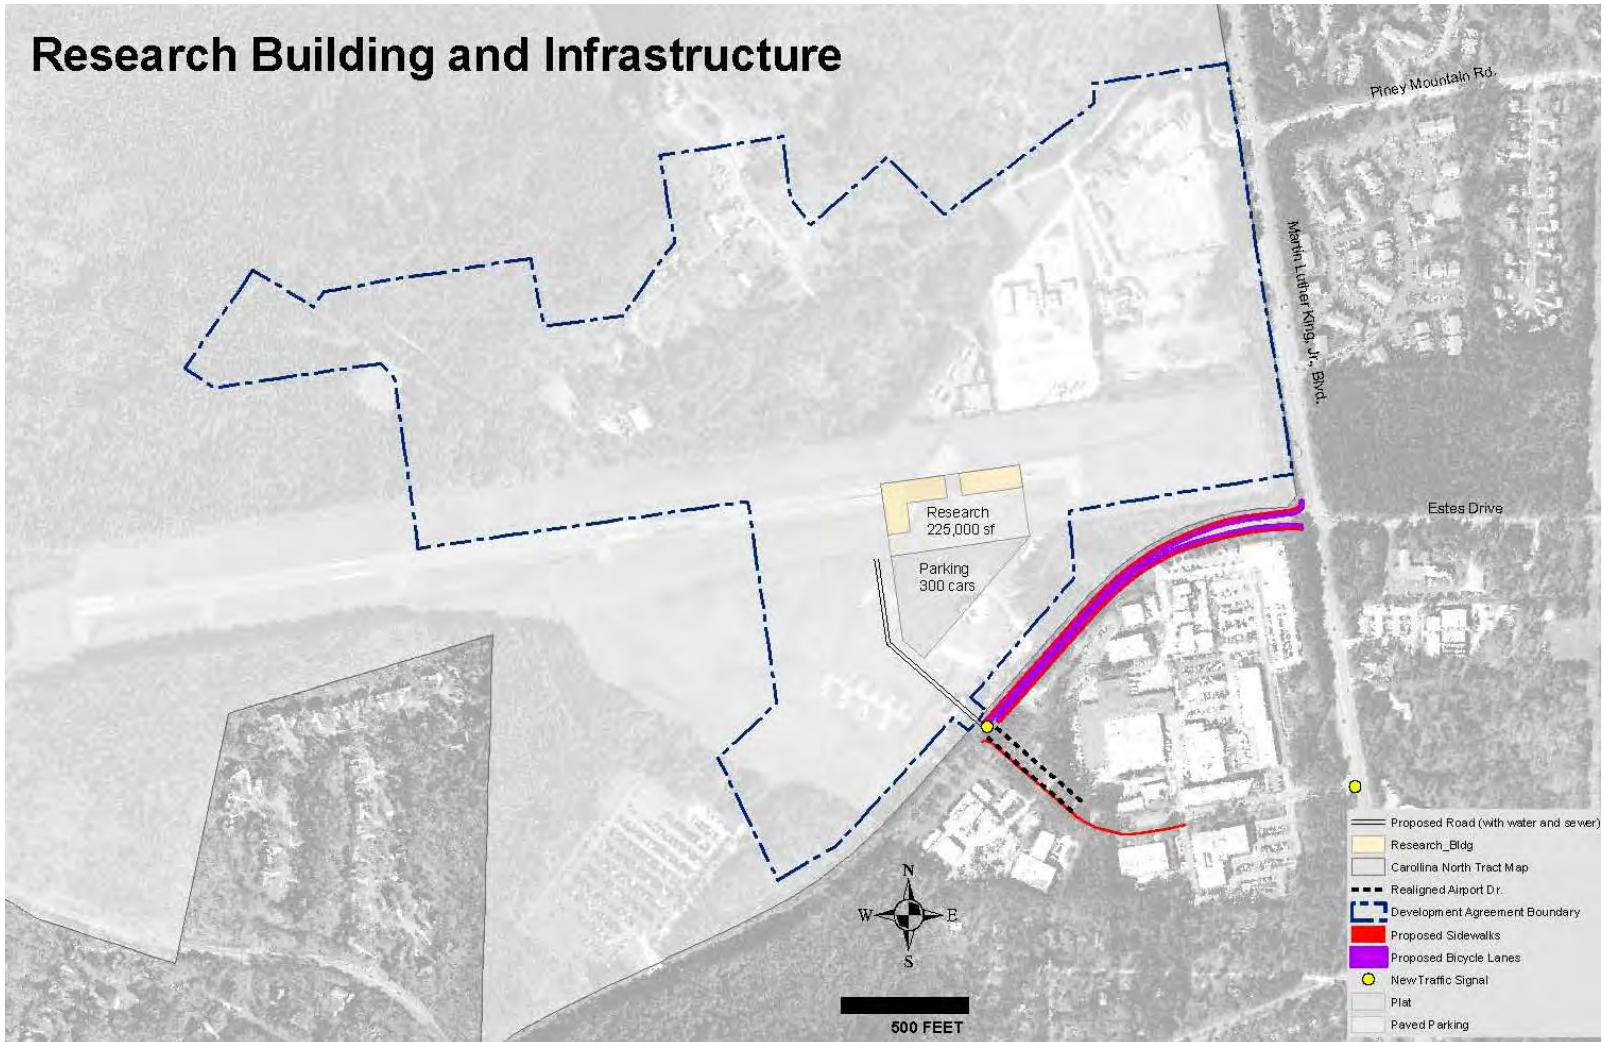 Research Building and Infrastructure
Piney Mountain Rd.
Martin Luther King, Jr., Blvd.
Estes Drive
Research
225,000 sf
Parking
300 cars
N
W
E
S
500 FEET
Proposed Road (with water and sewer)
Research_Bldg
Carollina North Tract Map
Realigned Airport Dr.
Development Agreement Boundary
Proposed Sidewalks
Proposed Bicycle Lanes
New Traffic Signal
Plat
Paved Parking